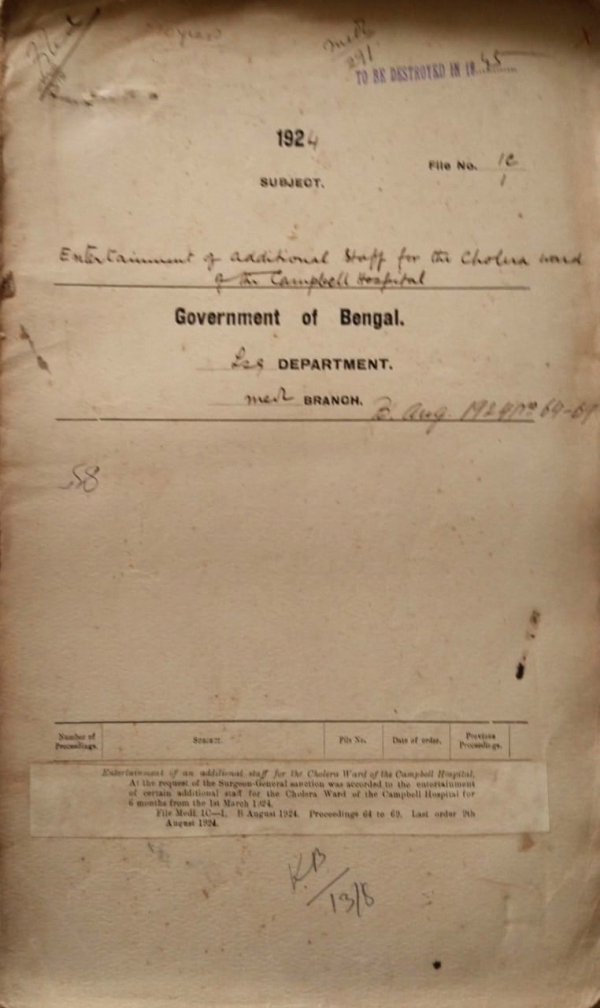 Filed
Medl
291
TO BE DESTROYED IN 19 45
1924
File No. 1C
1
SUBJECT.
Entertainment of additional Staff for the Cholera ward
of the Campbell Hospital
Government of Bengal.
DEPARTMENT.
Medl BRANCH. B. Aug. 1924 Nos 64-69
58
Number of Proceedings.
Subject.
File No.
Date of order.
Previous Proceedings.
Entertainment of an additional staff for the Cholera Ward of the Campbell Hospital.
At the request of the Surgeon-General sanction was accorded to the entertainment
of certain additional staff for the Cholera Ward of the Campbell Hospital for
6 months from the 1st March 1924.
File Medl. 1C—1. B August 1924. Proceedings 64 to 69. Last order 9th
August 1924.
K.B
13/8